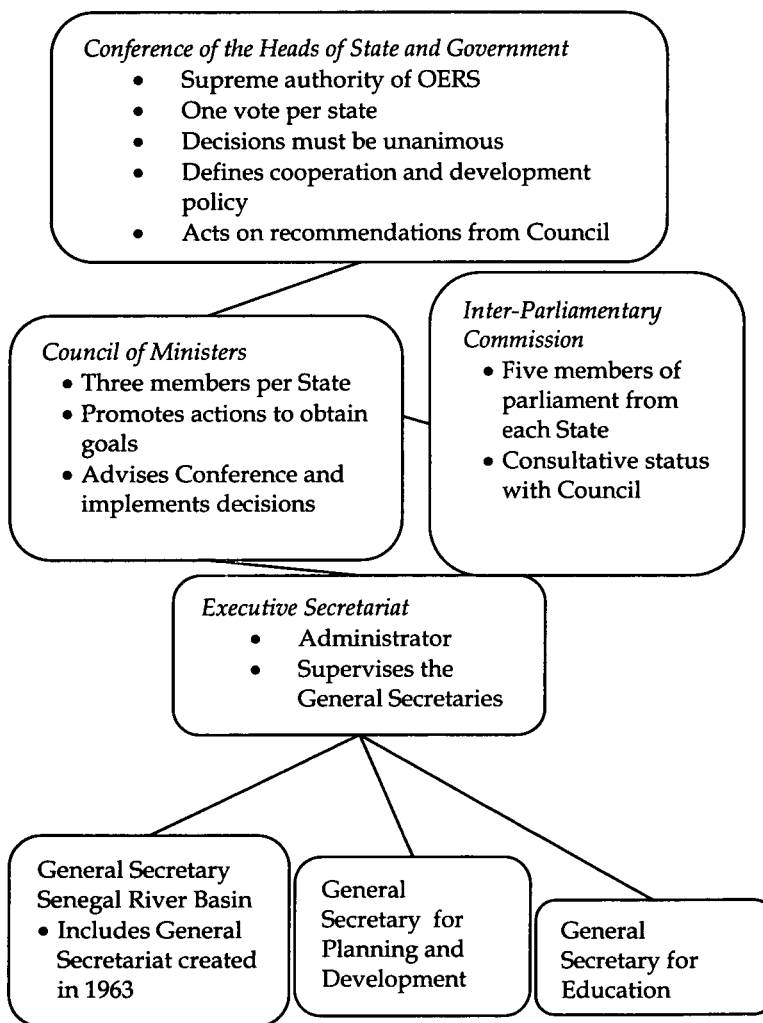 Conference of the Heads of State and Government
• Supreme authority of OERS
• One vote per state
• Decisions must be unanimous
• Defines cooperation and development
policy
• Acts on recommendations from Council
Council of Ministers
• Three members per State
• Promotes actions to obtain
goals
• Advises Conference and
implements decisions
Inter-Parliamentary
Commission
• Five members of
parliament from
each State
• Consultative status
with Council
Executive Secretariat
• Administrator
• Supervises the
General Secretaries
General Secretary
Senegal River Basin
• Includes General
Secretariat created
in 1963
General
Secretary for
Planning and
Development
General
Secretary for
Education